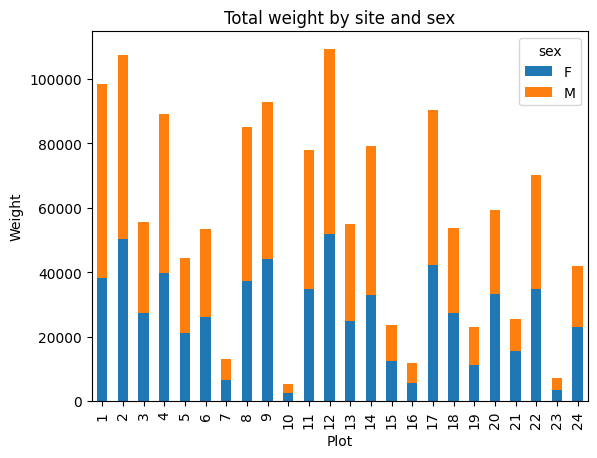 Total weight by site and sex
sex
F
M
100000
80000
60000
40000
20000
0
Weight
1 2 3 4 5 6 7 8 9 10 11 12 13 14 15 16 17 18 19 20 21 22 23 24
Plot